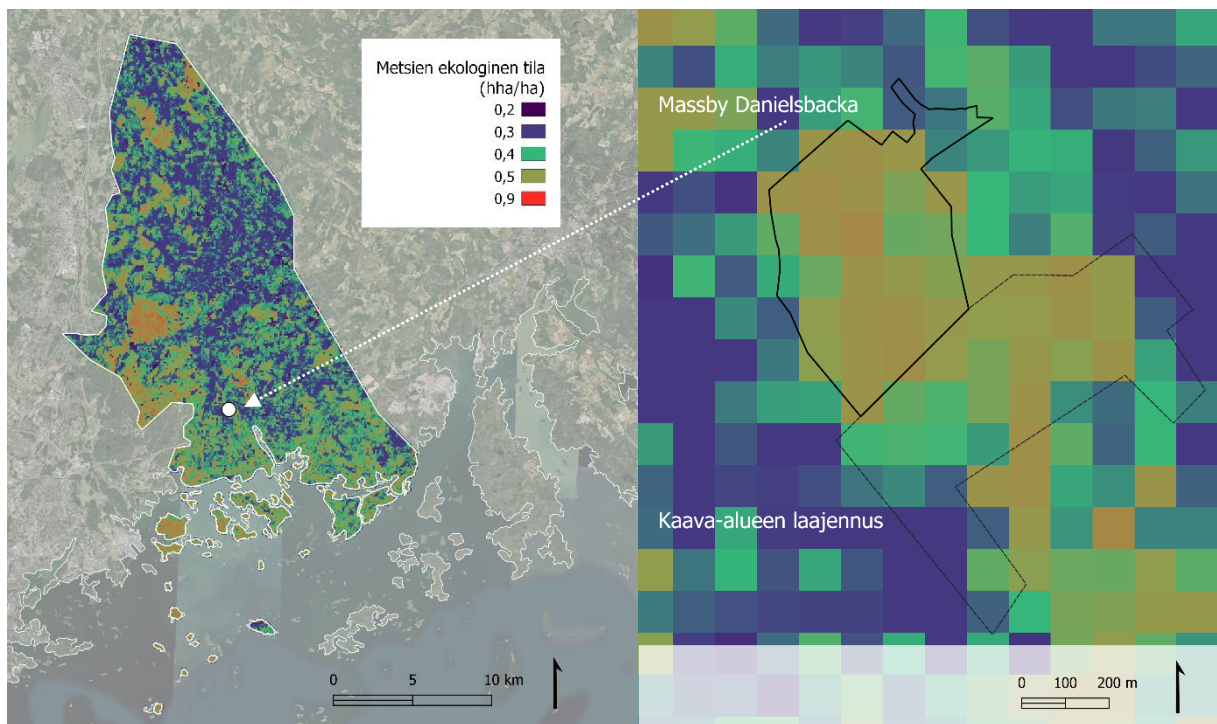 Metsien ekologinen tila
(hha/ha)
0,2
0,3
0,4
0,5
0,9
0 5 10 km
Massby Danielsbacka
Kaava-alueen laajennus
0 100 200 m